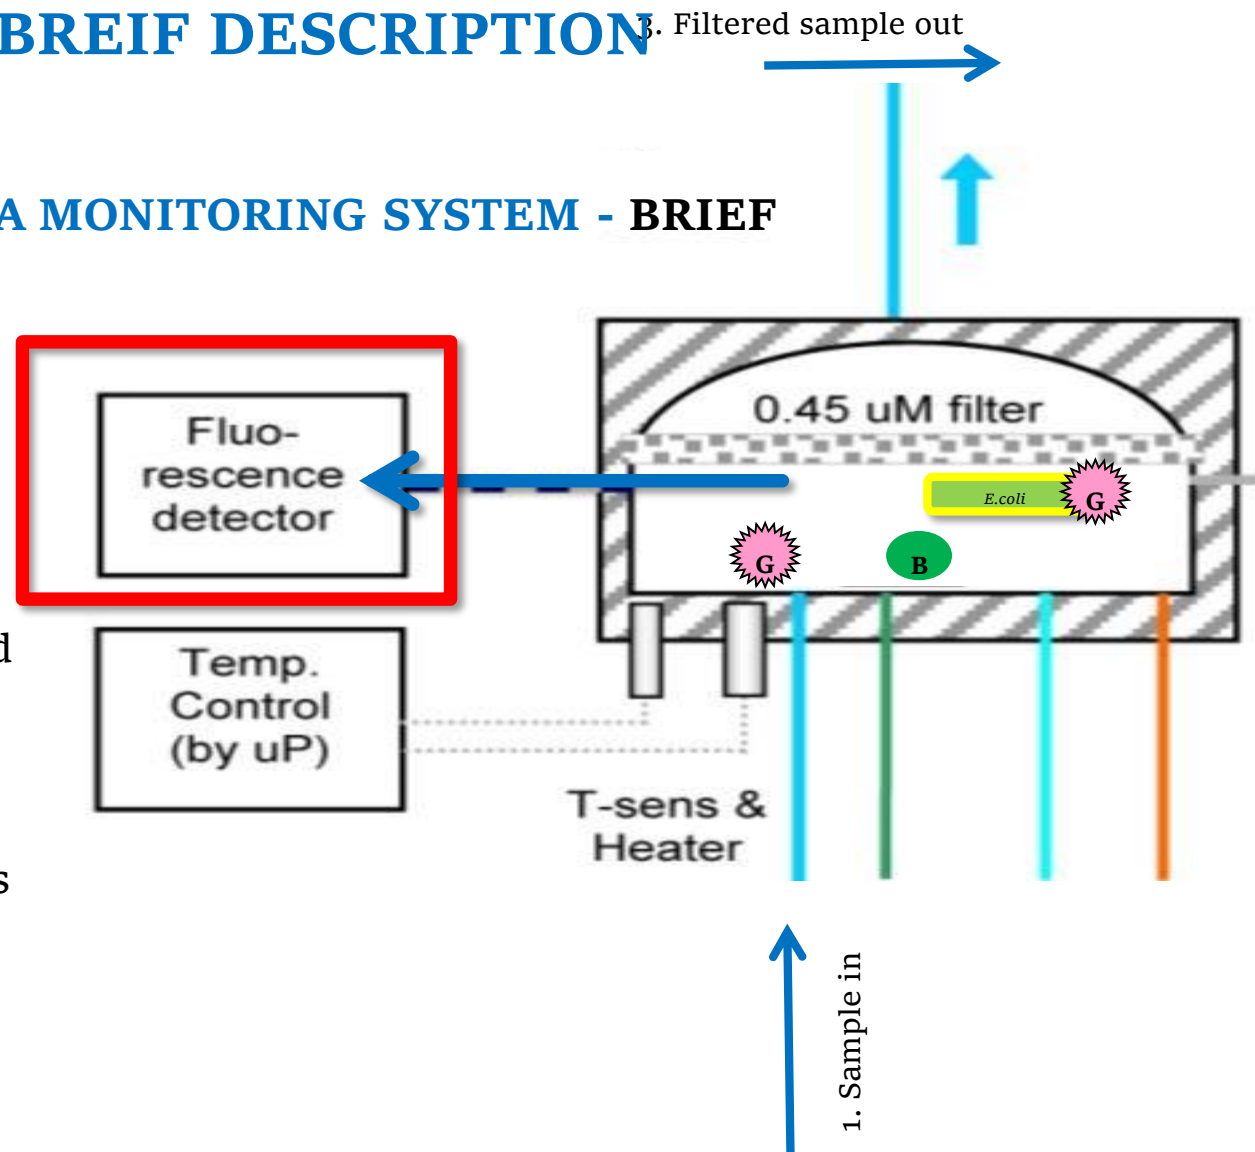 BREIF DESCRIPTION
3. Filtered sample out
A MONITORING SYSTEM - BRIEF
0.45 uM filter
Fluo-
rescence
detector
E.coli
G
G
B
d
Temp.
Control
(by uP)
T-sens &
Heater
s
1. Sample in